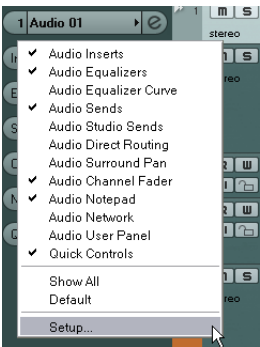 1 Audio 01
1 m S
stereo
Audio Inserts
Audio Equalizers
Audio Equalizer Curve
Audio Sends
Audio Studio Sends
Audio Direct Routing
Audio Surround Pan
Audio Channel Fader
Audio Notepad
Audio Network
Audio User Panel
Quick Controls
Show All
Default
Setup...